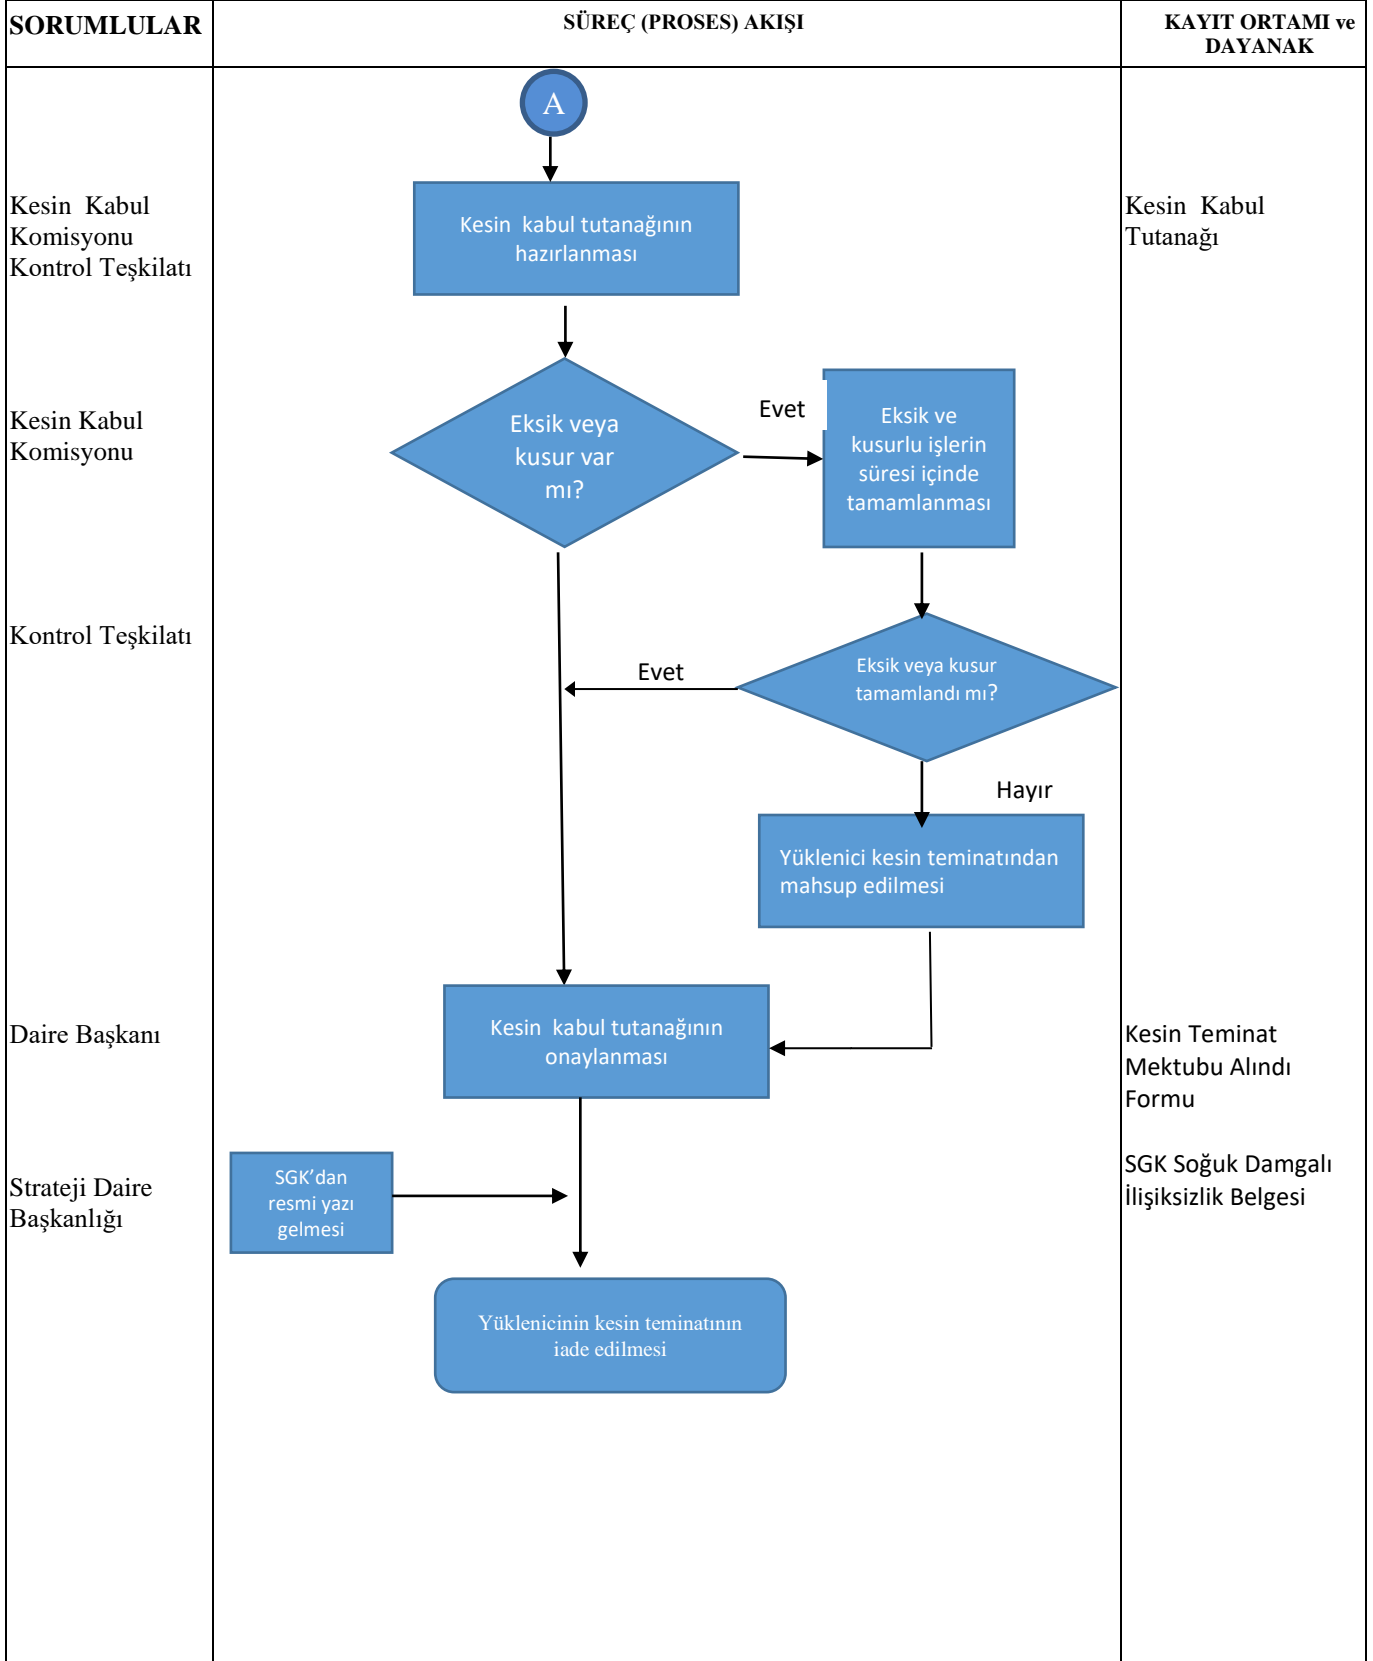 SORUMLULAR
SÜREÇ (PROSES) AKIŞI
KAYIT ORTAMI ve
DAYANAK
A
Kesin Kabul
Komisyonu
Kontrol Teşkilatı
Kesin kabul tutanağının
hazırlanması
Kesin Kabul
Tutanağı
Kesin Kabul
Komisyonu
Eksik veya
kusur var
mı?
Evet
Eksik ve
kusurlu işlerin
süresi içinde
tamamlanması
Kontrol Teşkilatı
Evet
Eksik veya kusur
tamamlandı mı?
Hayır
Yüklenici kesin teminatından
mahsup edilmesi
Daire Başkanı
Kesin kabul tutanağının
onaylanması
Kesin Teminat
Mektubu Alındı
Formu
Strateji Daire
Başkanlığı
SGK’dan
resmi yazı
gelmesi
SGK Soğuk Damgalı
İlişiksizlik Belgesi
Yüklenicinin kesin teminatının
iade edilmesi